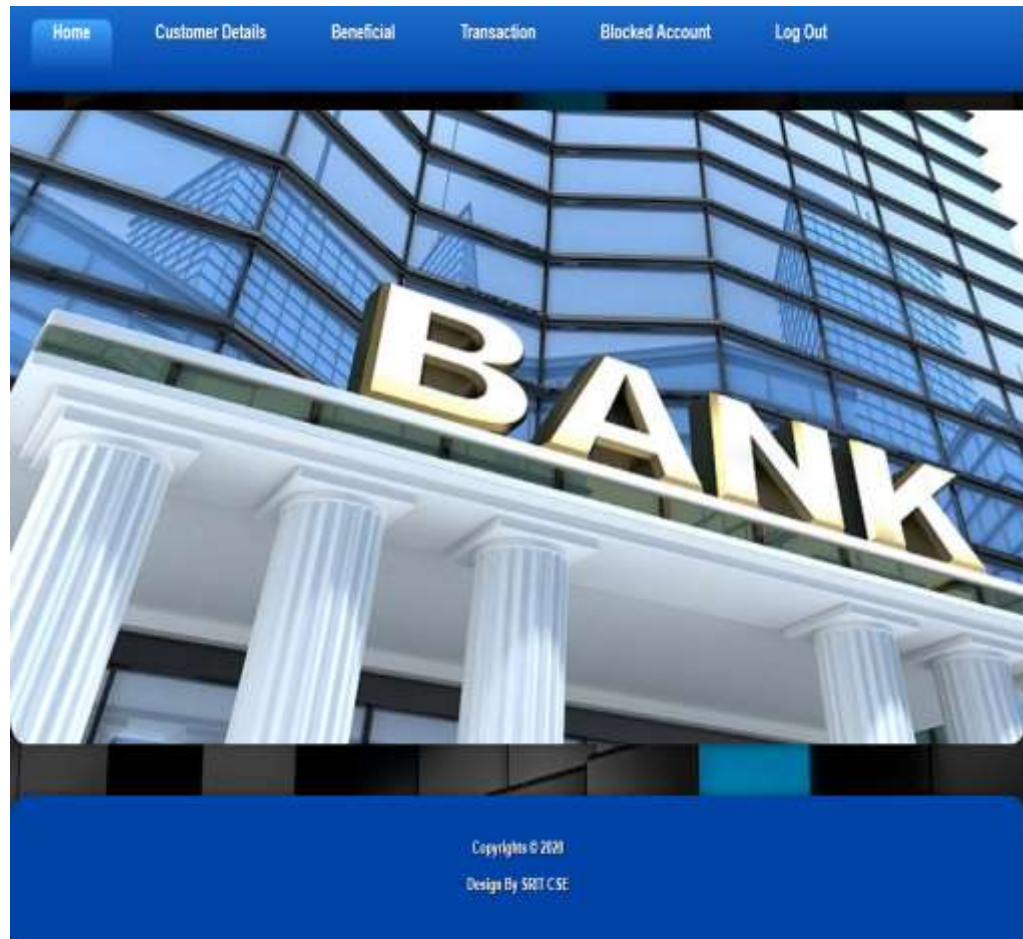 Home Customer Details Beneficial Transaction Blocked Account Log Out
BANK
Copyrights © 2020
Design By SRIT CSE